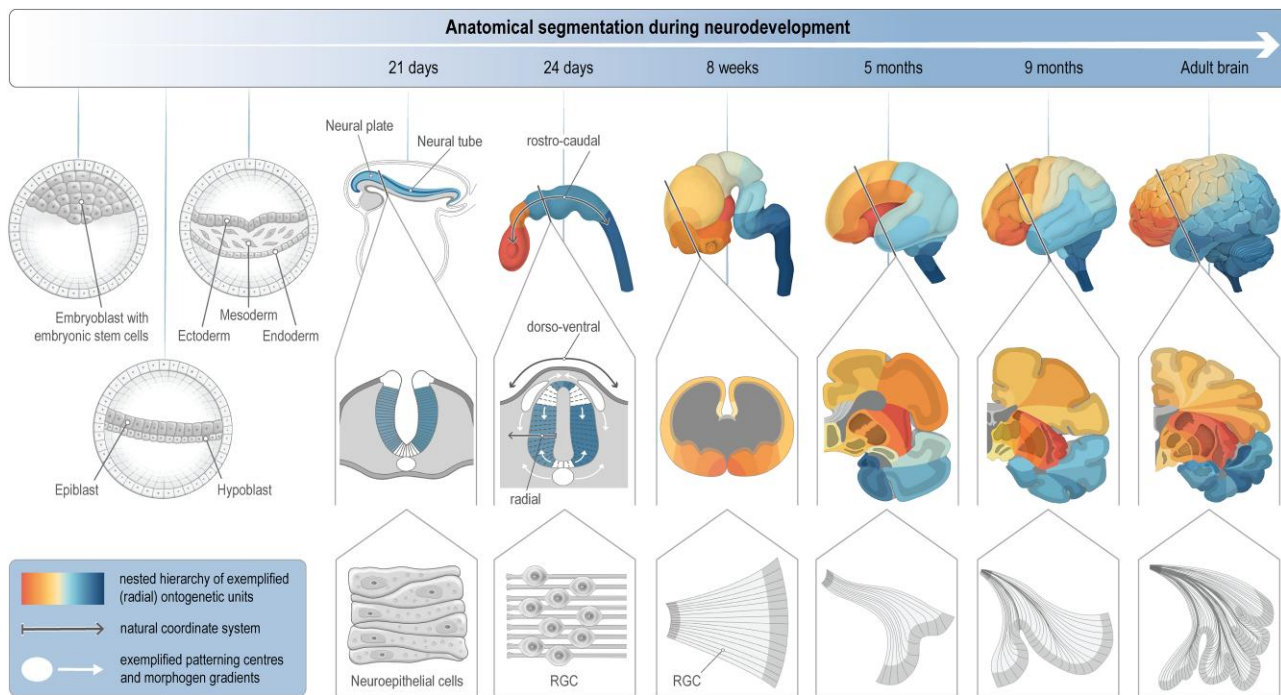 Anatomical segmentation during neurodevelopment
21 days
24 days
8 weeks
5 months
9 months
Adult brain
Neural plate
Neural tube
rostro-caudal
Embryoblast with
embryonic stem cells
Ectoderm
Mesoderm
Endoderm
dorso-ventral
Epiblast
Hypoblast
radial
nested hierarchy of exemplified
(radial) ontogenetic units
natural coordinate system
exemplified patterning centres
and morphogen gradients
Neuroepithelial cells
RGC
RGC